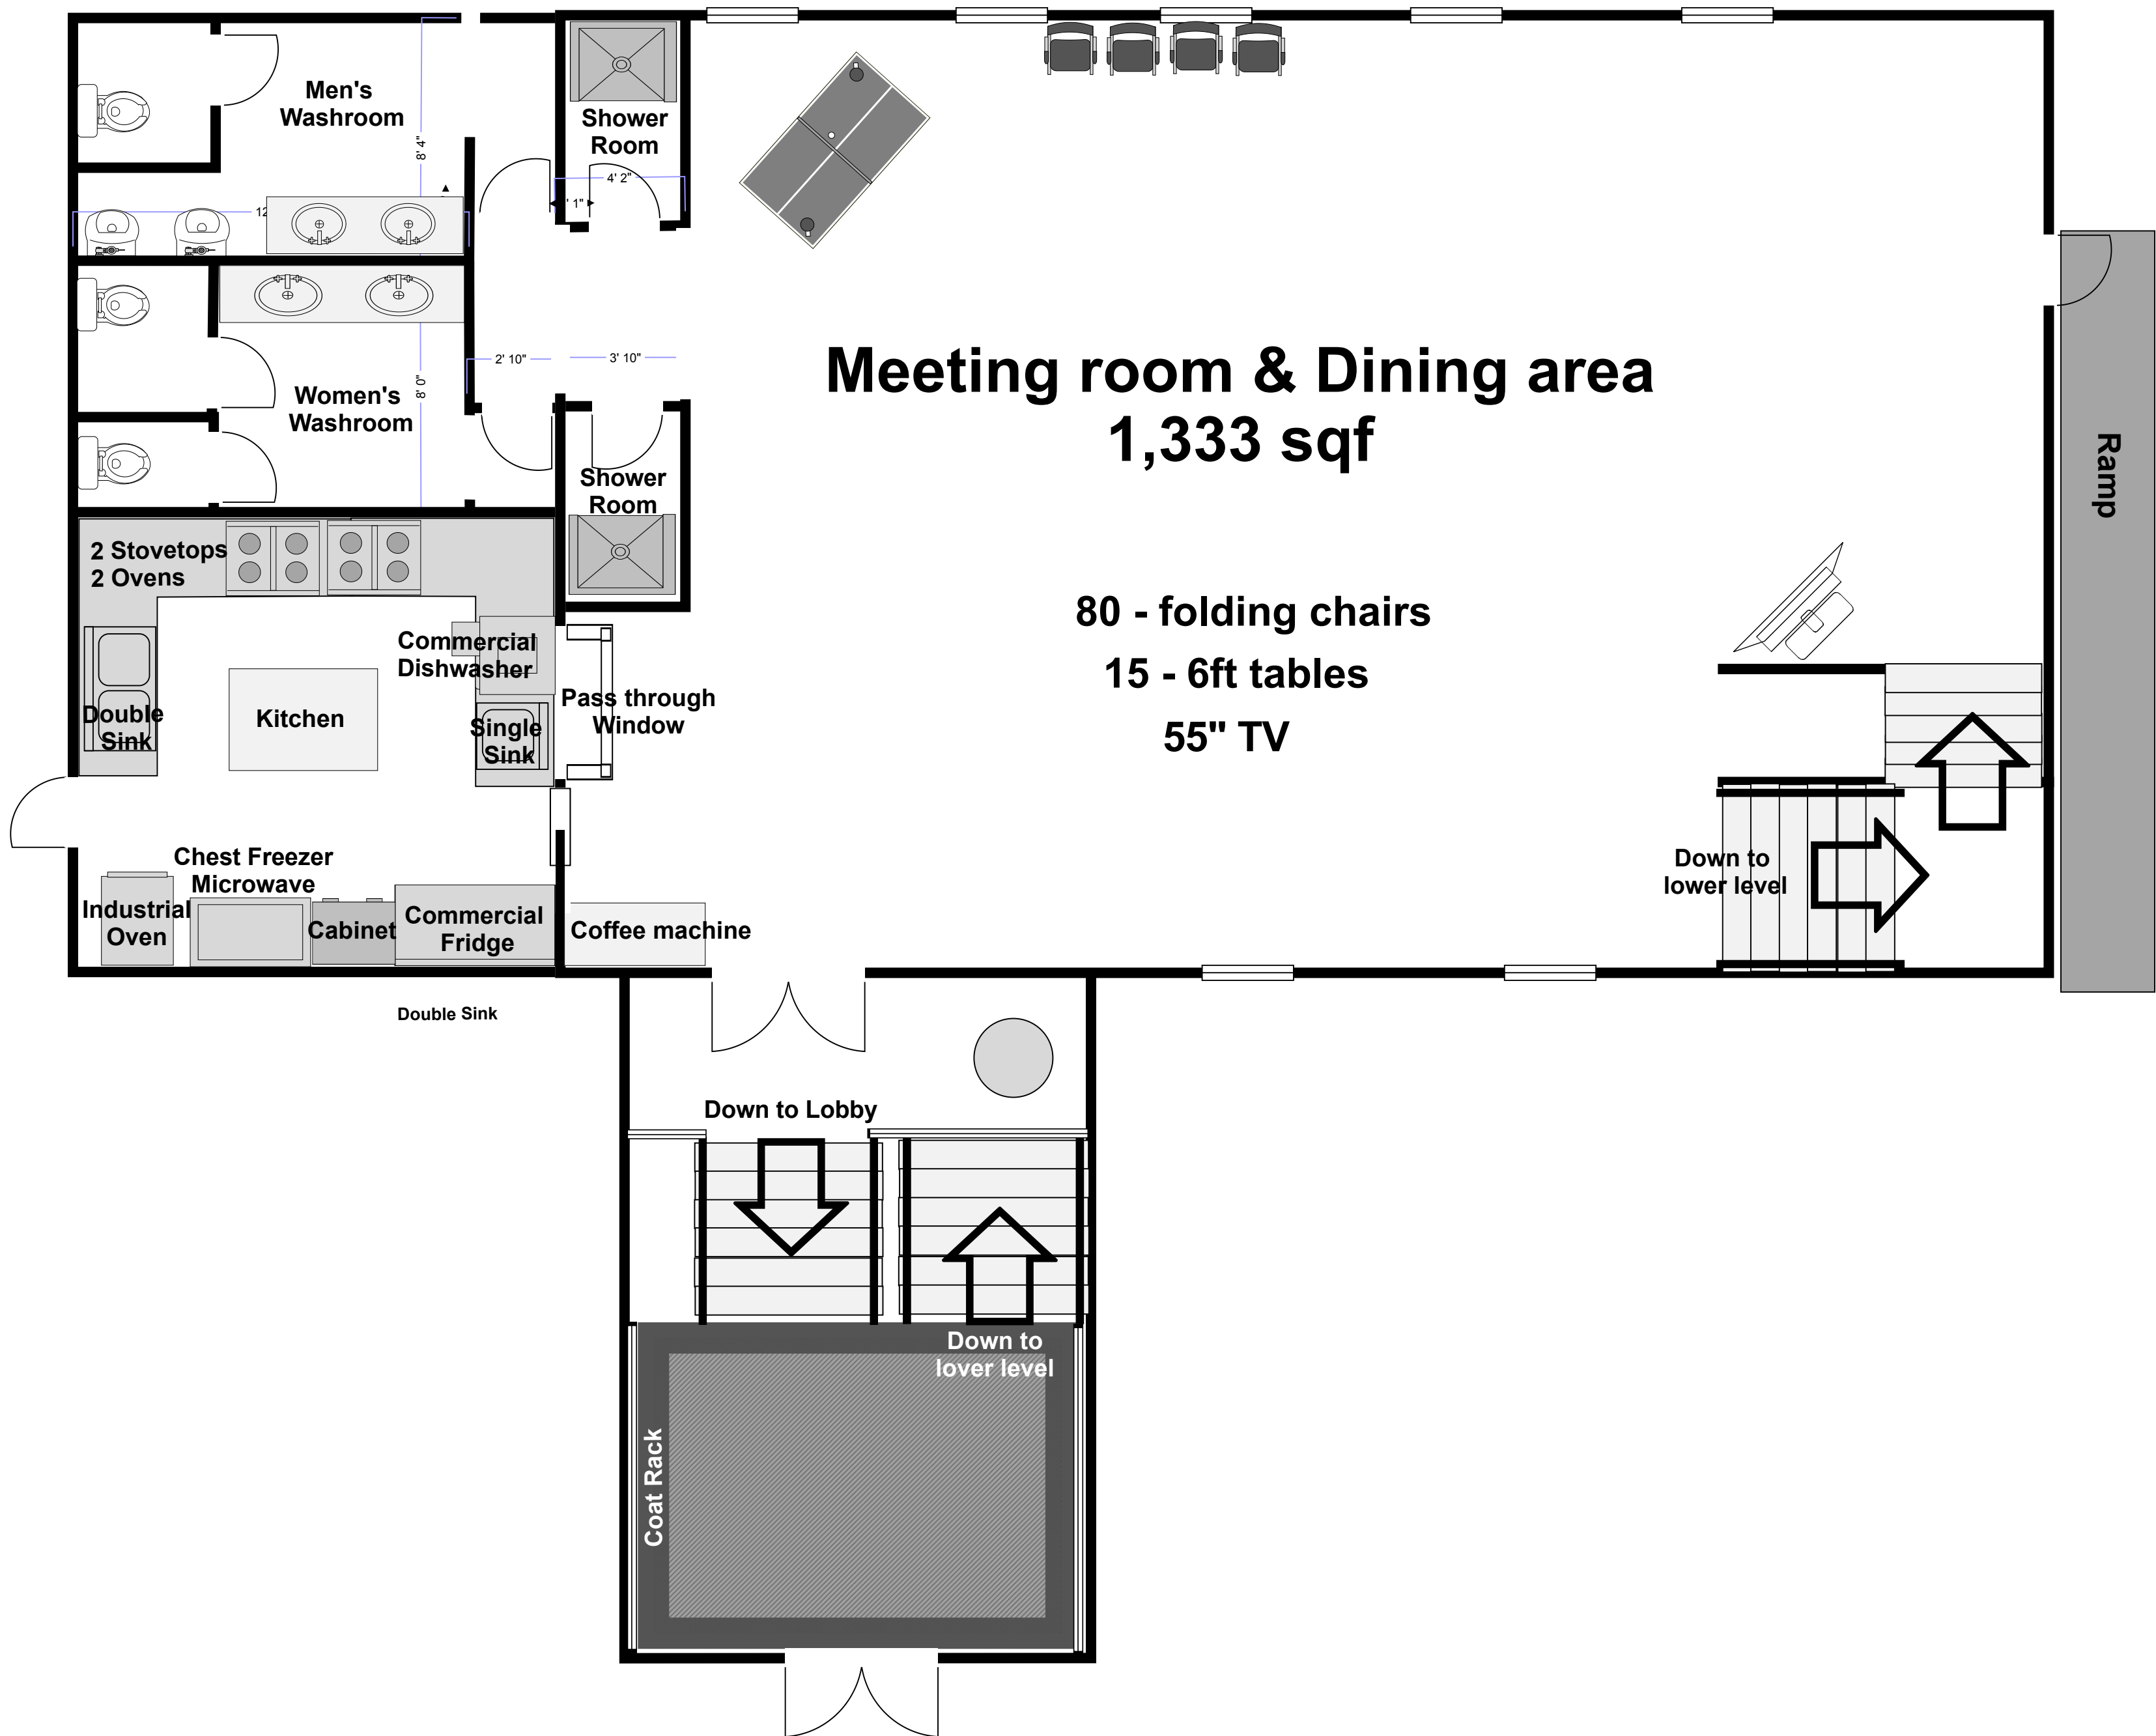 Men's
Washroom
8' 4"
Shower
Room
4' 2"
' 1"
12
2' 10"
3' 10"
Women's
Washroom
8' 0"
Shower
Room
Meeting room & Dining area
1,333 sqf
Ramp
2 Stovetops
2 Ovens
80 - folding chairs
15 - 6ft tables
55" TV
Commercial
Dishwasher
Double
Sink
Kitchen
Single
Sink
Pass through
Window
Chest Freezer
Microwave
Industrial
Oven
Cabinet
Commercial
Fridge
Coffee machine
Down to
lower level
Double Sink
Down to Lobby
Down to
lover level
Coat Rack